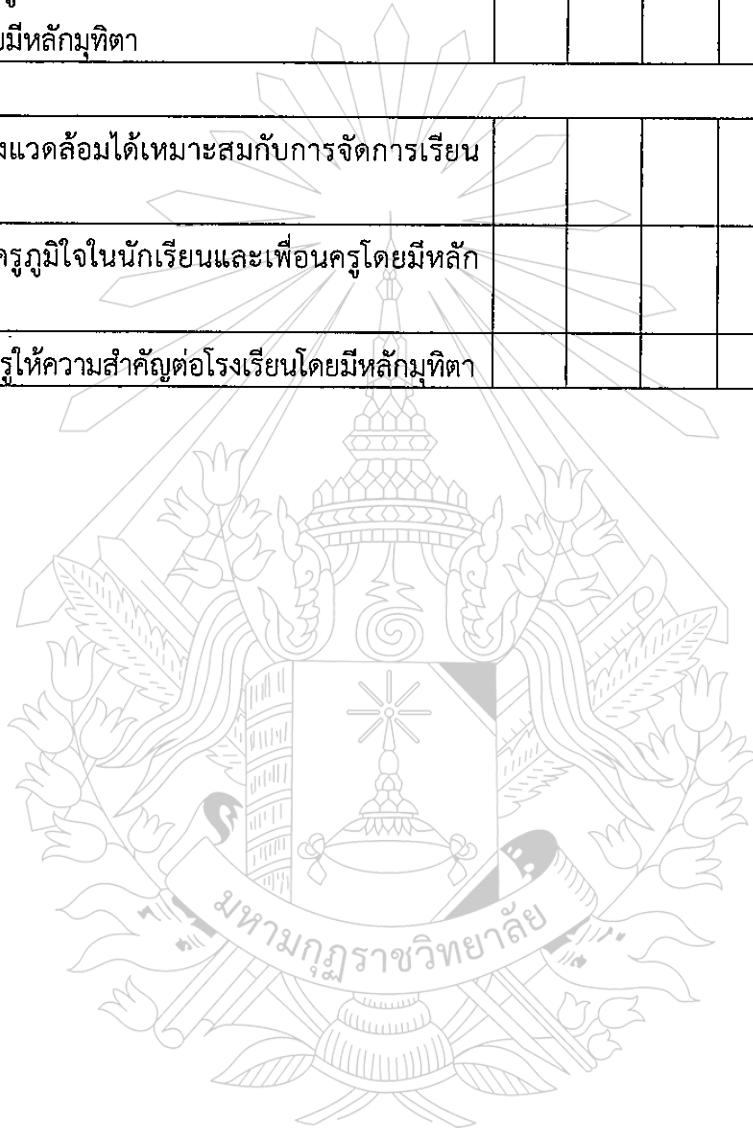 ยมีหลักมุทิตา
งแวดล้อมได้เหมาะสมกับการจัดการเรียน
ครูภูมิใจในนักเรียนและเพื่อนครูโดยมีหลัก
รูให้ความสำคัญต่อโรงเรียนโดยมีหลักมุทิตา
มหามกุฏราชวิทยาลัย